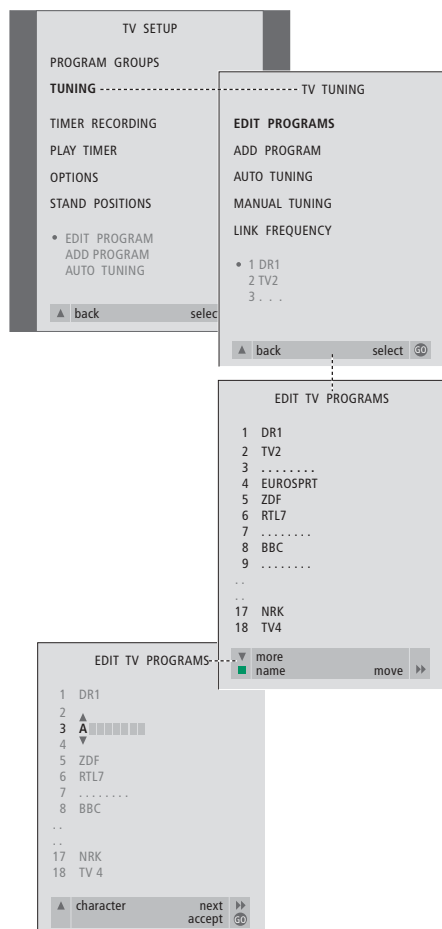 TV SETUP
PROGRAM GROUPS
TUNING
TIMER RECORDING
PLAY TIMER
OPTIONS
STAND POSITIONS
• EDIT PROGRAM
ADD PROGRAM
AUTO TUNING
▲ back selec
TV TUNING
EDIT PROGRAMS
ADD PROGRAM
AUTO TUNING
MANUAL TUNING
LINK FREQUENCY
• 1 DR1
2 TV2
3 . . .
▲ back select GO
EDIT TV PROGRAMS
1 DR1
2 TV2
3 . . . . . . . .
4 EUROSPRT
5 ZDF
6 RTL7
7 . . . . . . . .
8 BBC
9 . . . . . . . .
. .
. .
17 NRK
18 TV4
▼ more
name move ▶▶
EDIT TV PROGRAMS
1 DR1
2
3 A
4
5 ZDF
6 RTL7
7 . . . . . . . .
8 BBC
. .
. .
17 NRK
18 TV 4
▲ character next ▶▶
accept GO